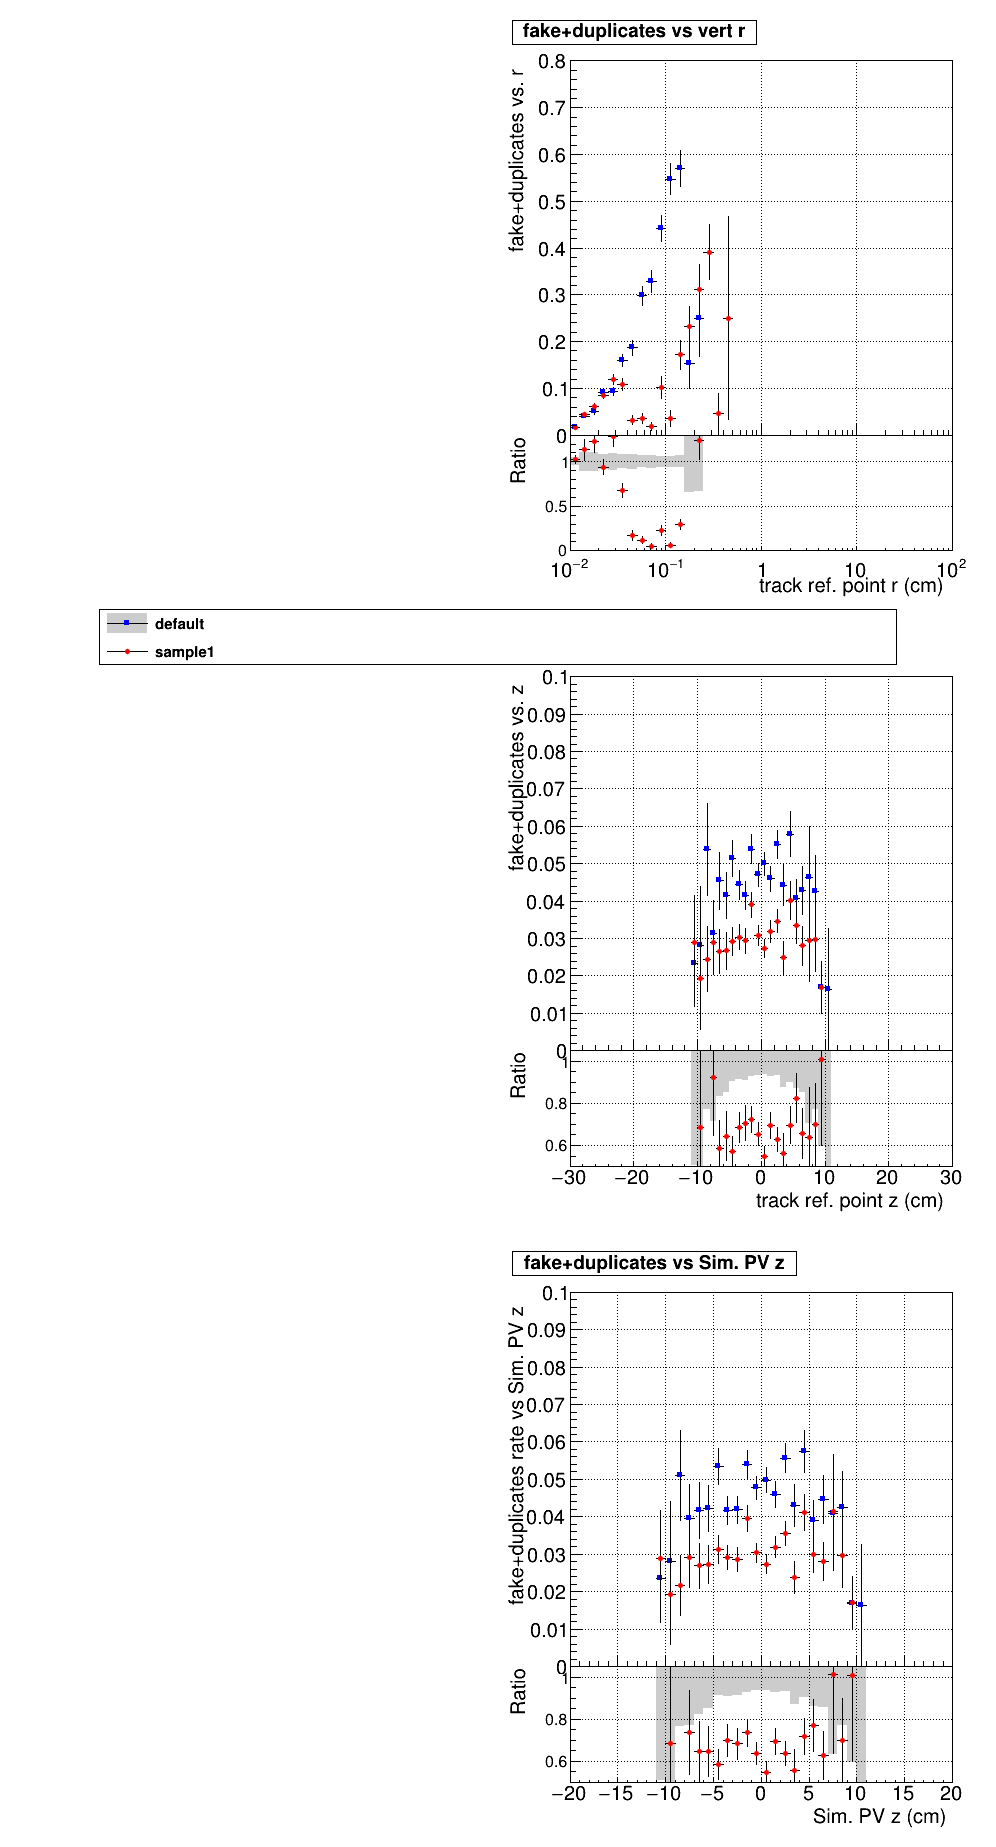 fake+duplicates vs vert r
fake+duplicates vs. r
0.8
0.7
0.6
0.5
0.4
0.3
0.2
0.1
0
Ratio
1
0.5
0
10−2 10−1 1 10 102
track ref. point r (cm)
default
sample1
fake+duplicates vs. z
0.1
0.09
0.08
0.07
0.06
0.05
0.04
0.03
0.02
0.01
0
Ratio
1
0.8
0.6
−30 −20 −10 0 10 20 30
track ref. point z (cm)
fake+duplicates vs Sim. PV z
fake+duplicates rate vs Sim. PV z
0.1
0.09
0.08
0.07
0.06
0.05
0.04
0.03
0.02
0.01
0
Ratio
1
0.8
0.6
−20 −15 −10 −5 0 5 10 15 20
Sim. PV z (cm)